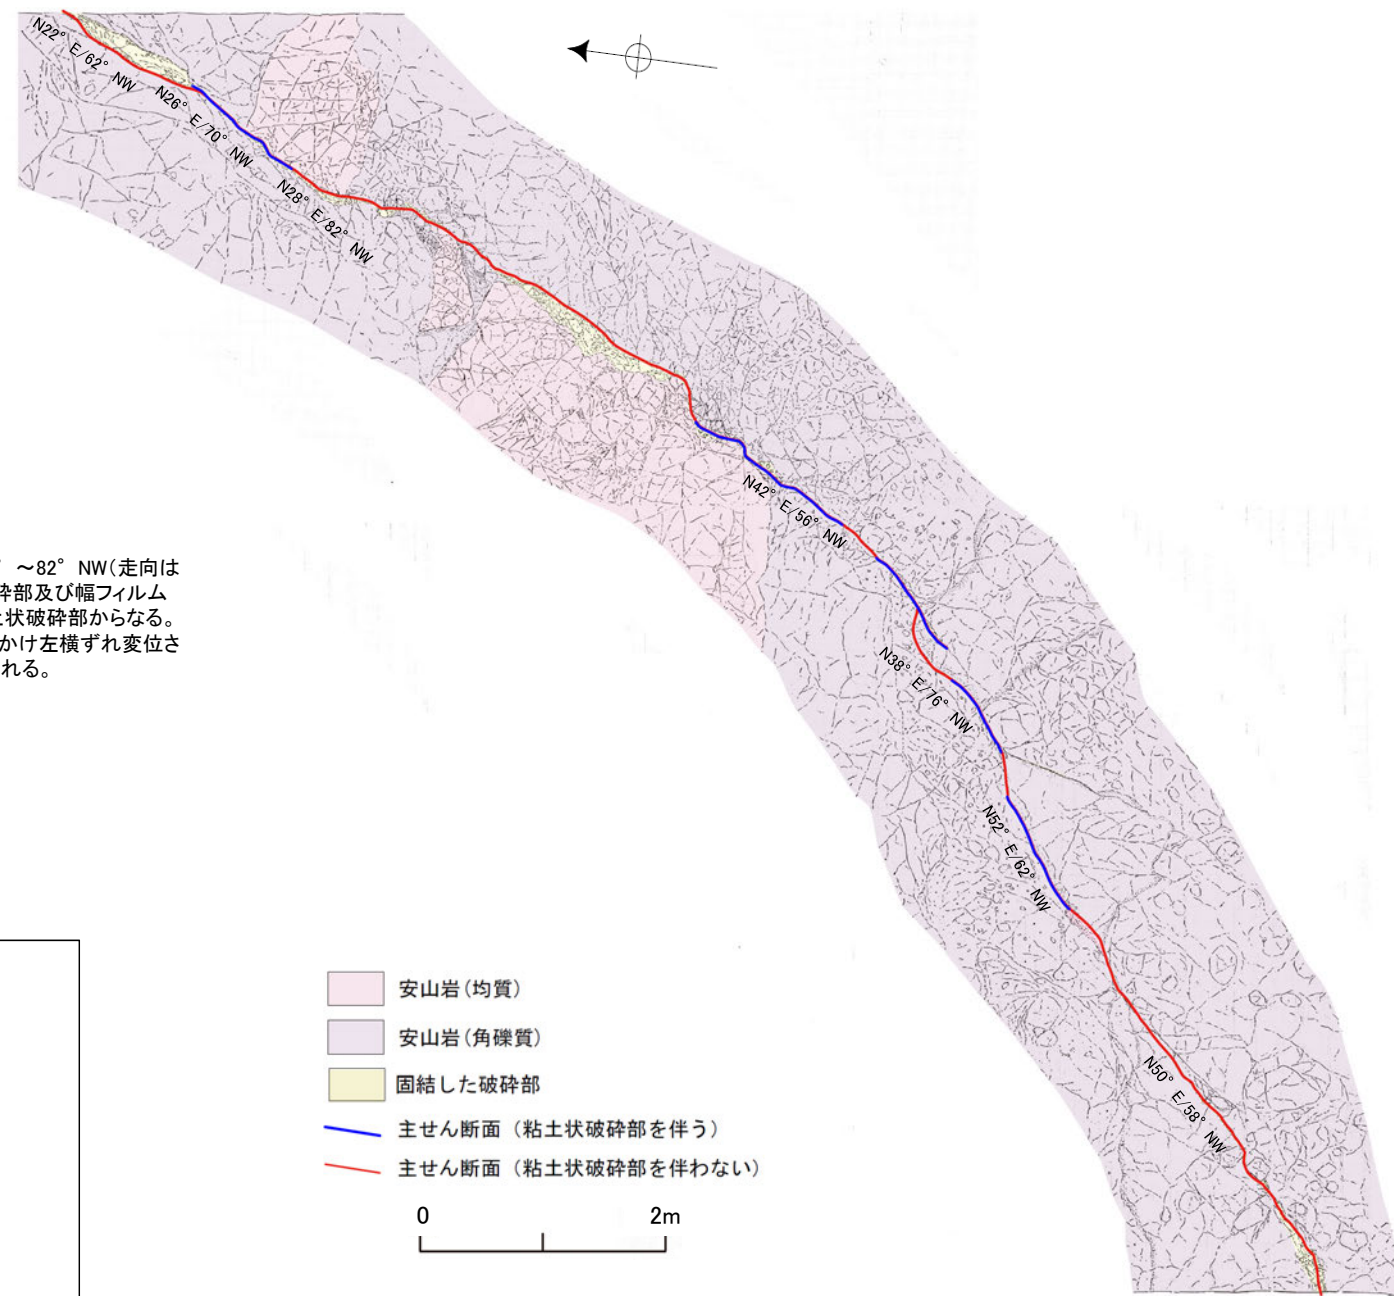 N22° E/62° NW
N26° E/70° NW
N28° E/82° NW
N42° E/56° NW
° ～82° NW(走向は
砕部及び幅フィルム
土状破砕部からなる。
かけ左横ずれ変位さ
れる。
N38° E/76° NW
N52° E/62° NW
N50° E/58° NW
安山岩(均質)
安山岩(角礫質)
固結した破砕部
主せん断面（粘土状破砕部を伴う）
主せん断面（粘土状破砕部を伴わない）
0 2m